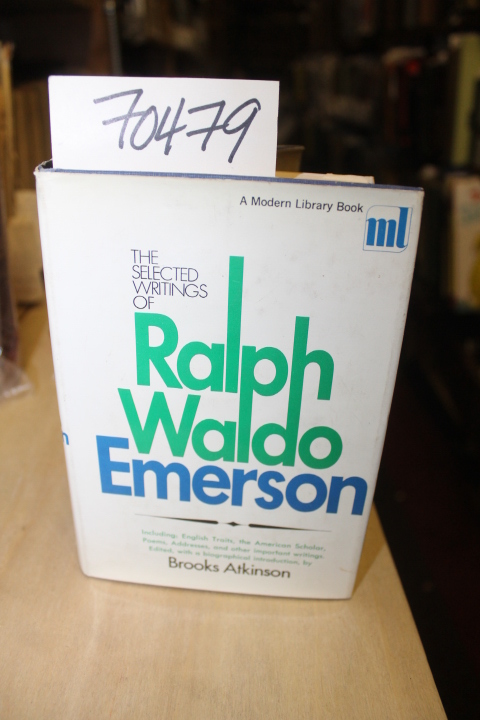 70479
A Modern Library Book
ml
THE
SELECTED
WRITINGS
OF
Ralph
Waldo
Emerson
Including: English Traits, the American Scholar,
Poems, Addresses, and other important writings.
Edited, with a biographical introduction, by
Brooks Atkinson
n